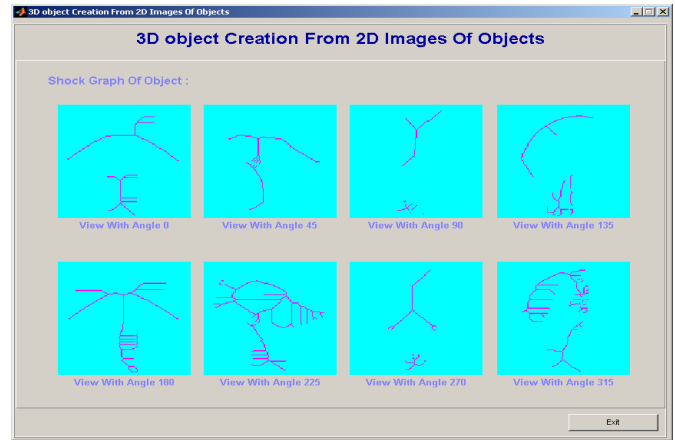 3D object Creation From 2D Images Of Objects
3D object Creation From 2D Images Of Objects
Shock Graph Of Object :
View With Angle 0
View With Angle 45
View With Angle 90
View With Angle 135
View With Angle 180
View With Angle 225
View With Angle 270
View With Angle 315
Exit